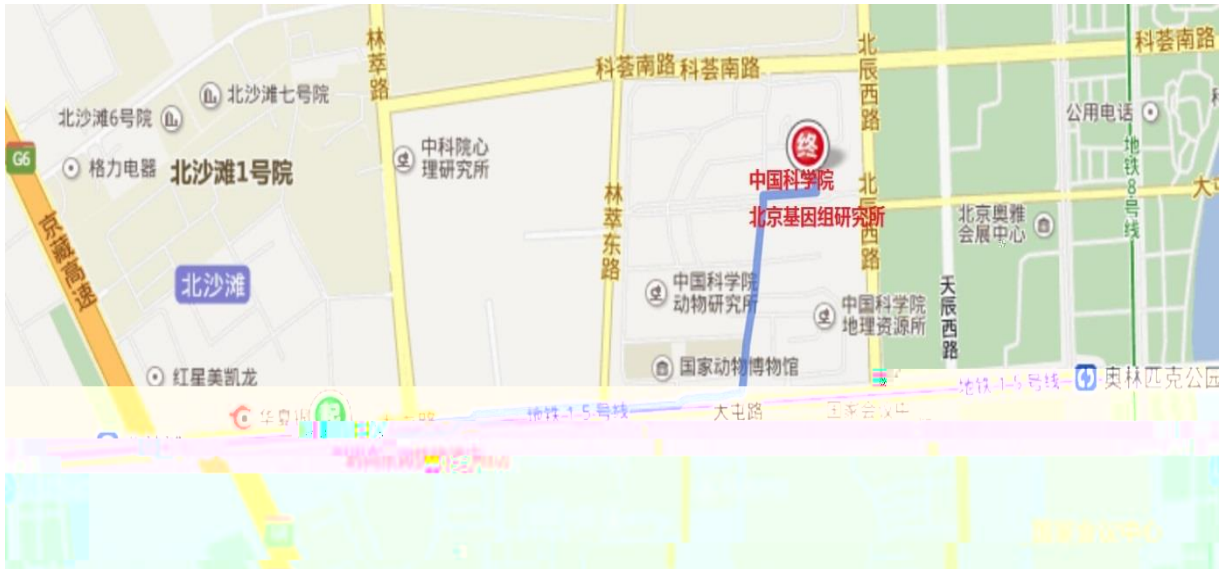 林萃路
科荟南路
科荟南路
北辰西路
科荟南路
北沙滩七号院
北沙滩6号院
公用电话
终
中科院心
理研究所
G6
格力电器
北沙滩1号院
地铁8号线
中国科学院
北京基因组研究所
北辰西路
林萃东路
北京奥雅
会展中心
京藏高速
北沙滩
中国科学院
动物研究所
中国科学院
地理资源所
天辰西路
国家动物博物馆
红星美凯龙
地铁15号线
奥林匹克公园
地铁15号线
大屯路